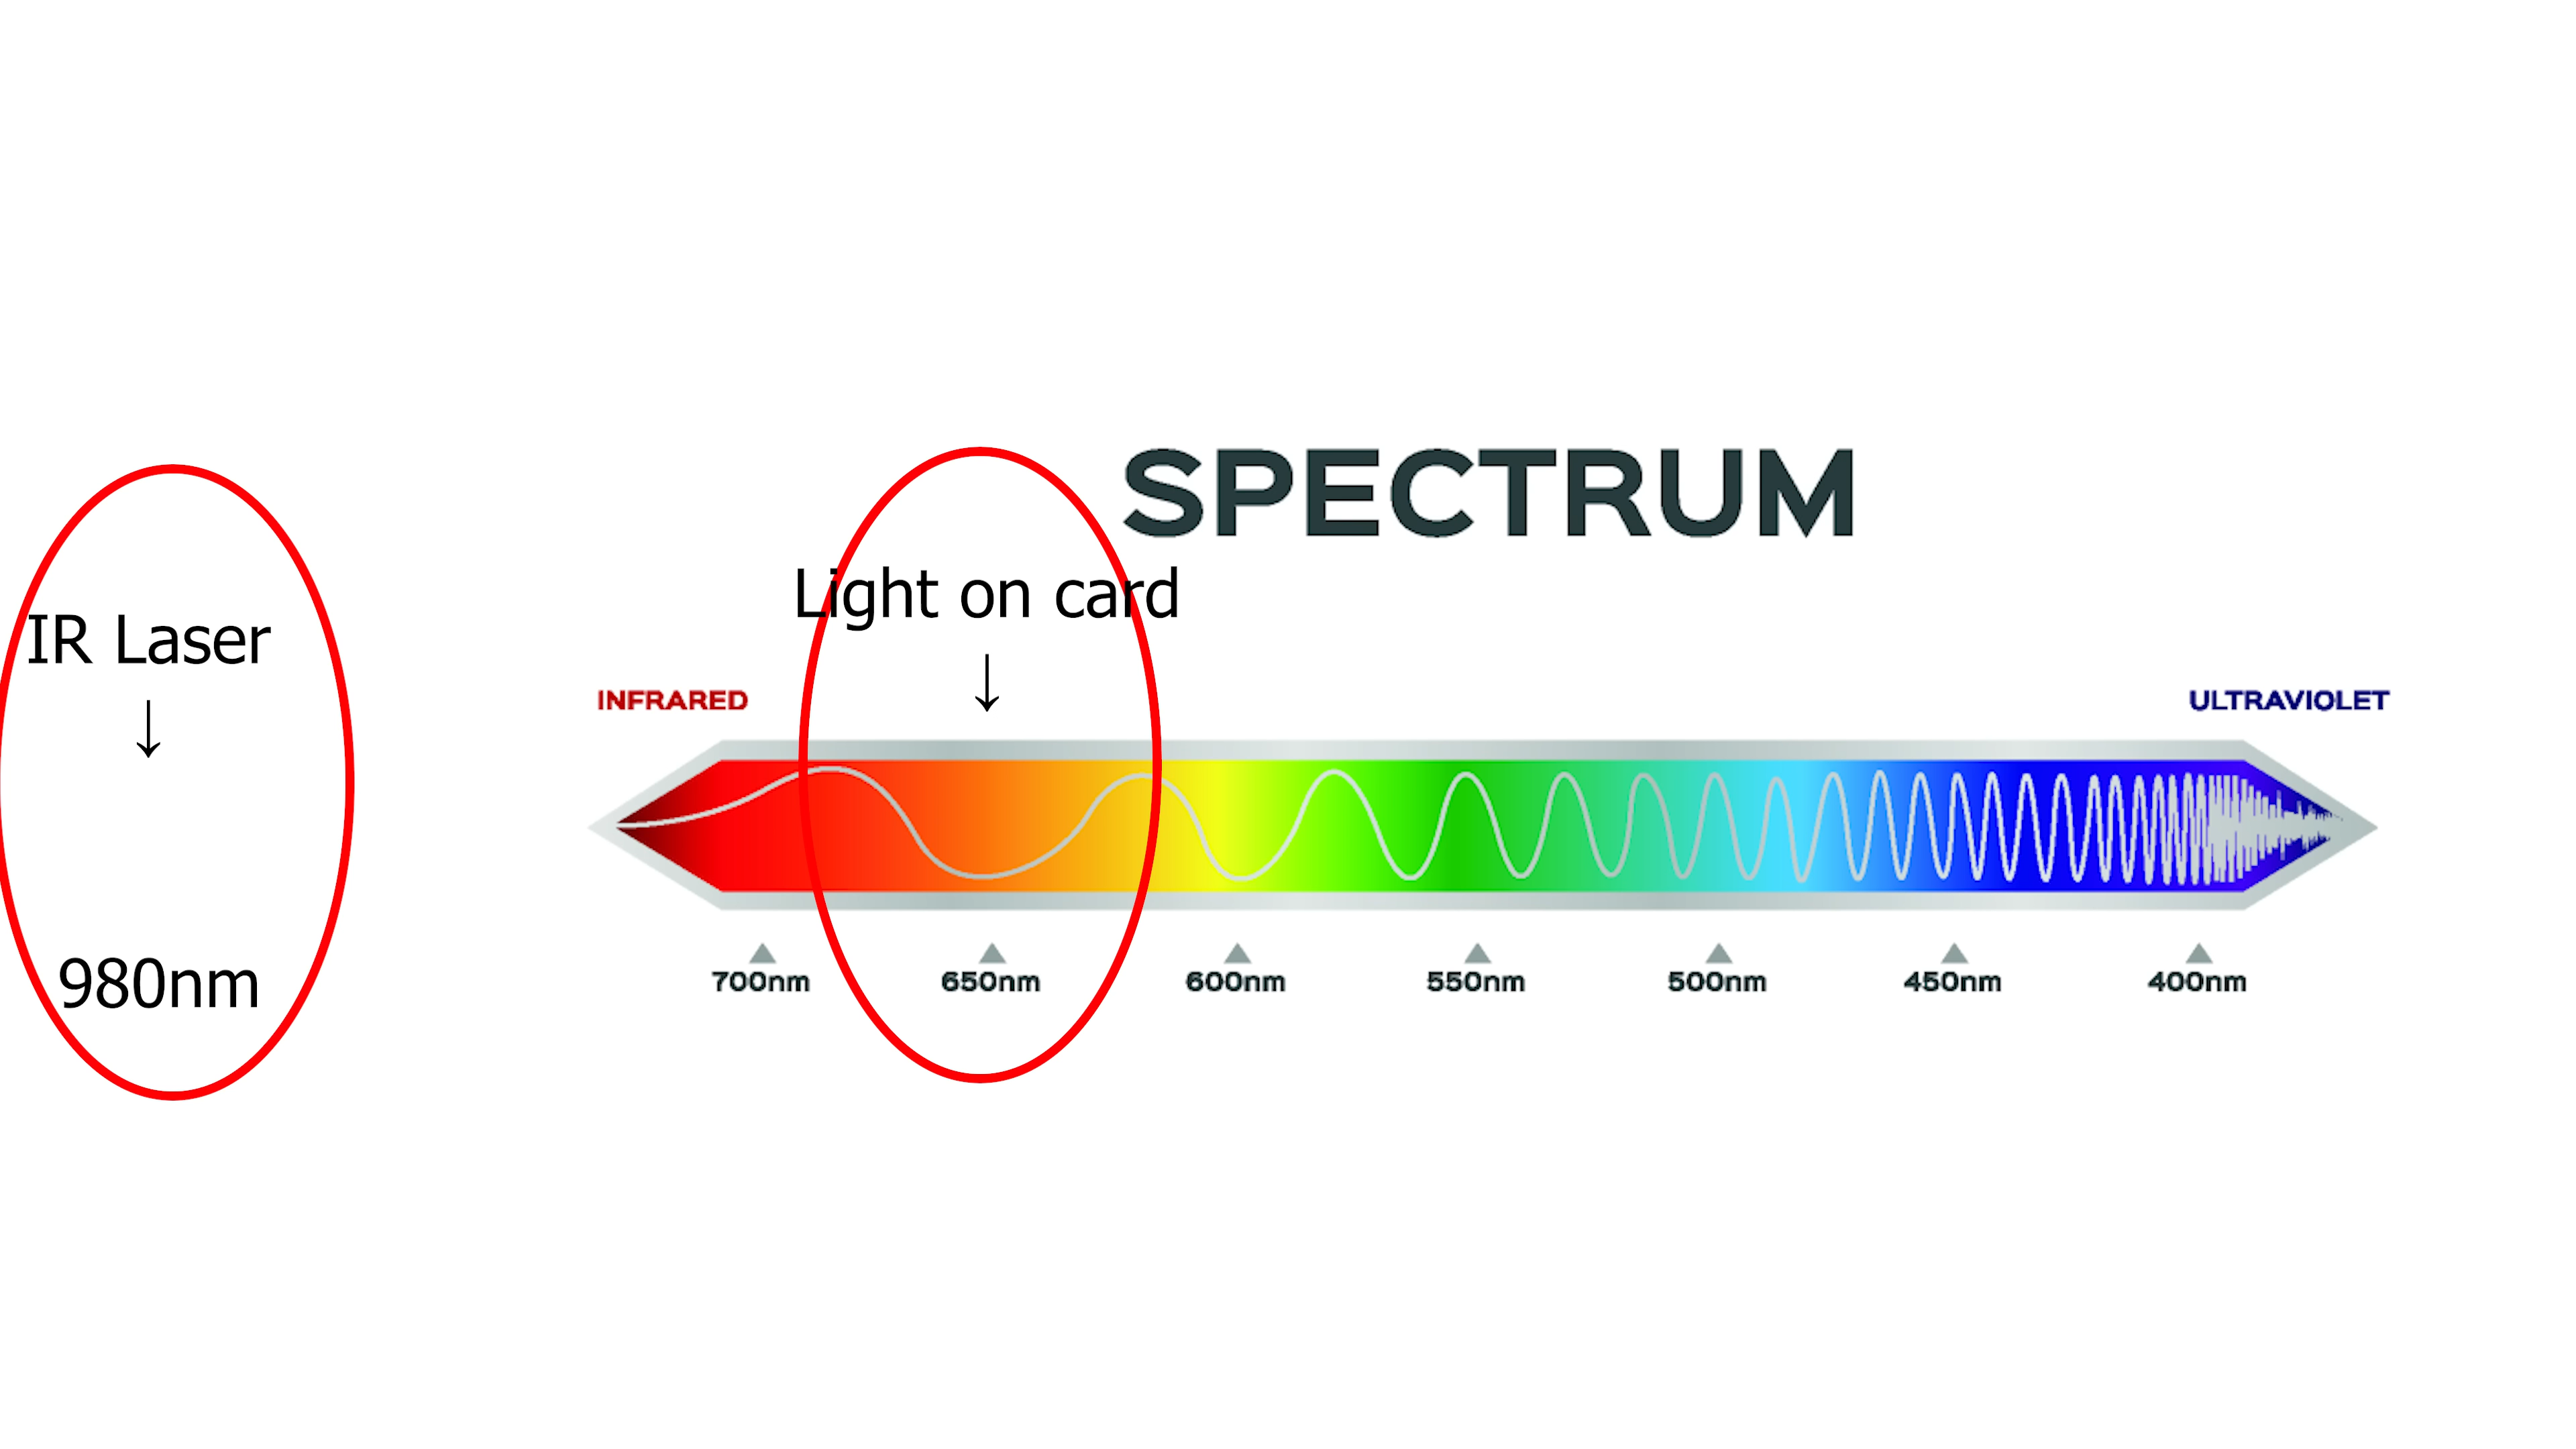 SPECTRUM
Light on card
↓
IR Laser
↓
INFRARED
ULTRAVIOLET
980nm
700nm 650nm 600nm 550nm 500nm 450nm 400nm